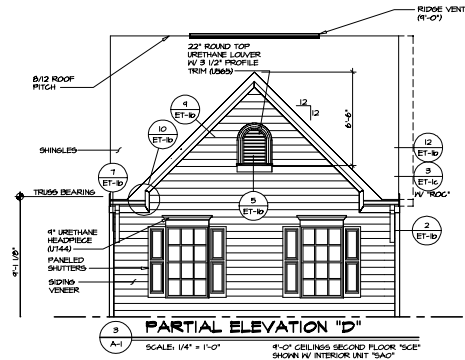 RIDGE VENT
(9'-0")
22" ROUND TOP
URETHANE LOUVER
W/ 3 1/2" PROFILE
TRIM (U565)
8/12 ROOF
PITCH
12
12
6'-6"
9
ET-1b
10
ET-1b
12
ET-1b
SHINGLES
3
ET-1c
W/ "ROC"
7
ET-1b
TRUSS BEARING
5
ET-1b
2
ET-1b
9" URETHANE
HEADPIECE
(U744)
9'-1 1/8"
PANELED
SHUTTERS
SIDING
VENEER
3
A-1
PARTIAL ELEVATION "D"
SCALE: 1/4" = 1'-0"
9'-0" CEILINGS SECOND FLOOR "SCE"
SHOWN W/ INTERIOR UNIT "SAO"